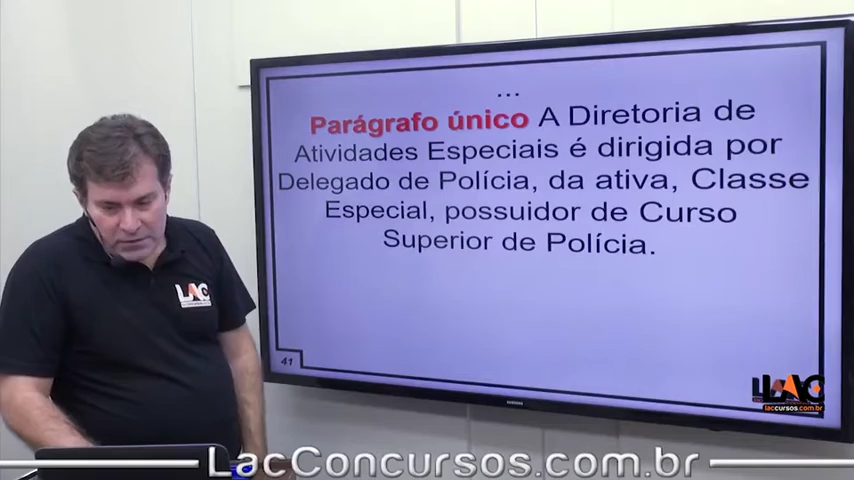 ...
Parágrafo único A Diretoria de
Atividades Especiais é dirigida por
Delegado de Polícia, da ativa, Classe
Especial, possuidor de Curso
Superior de Polícia.
LAC
41
LAC
laccursos.com.br
LacConcursos.com.br